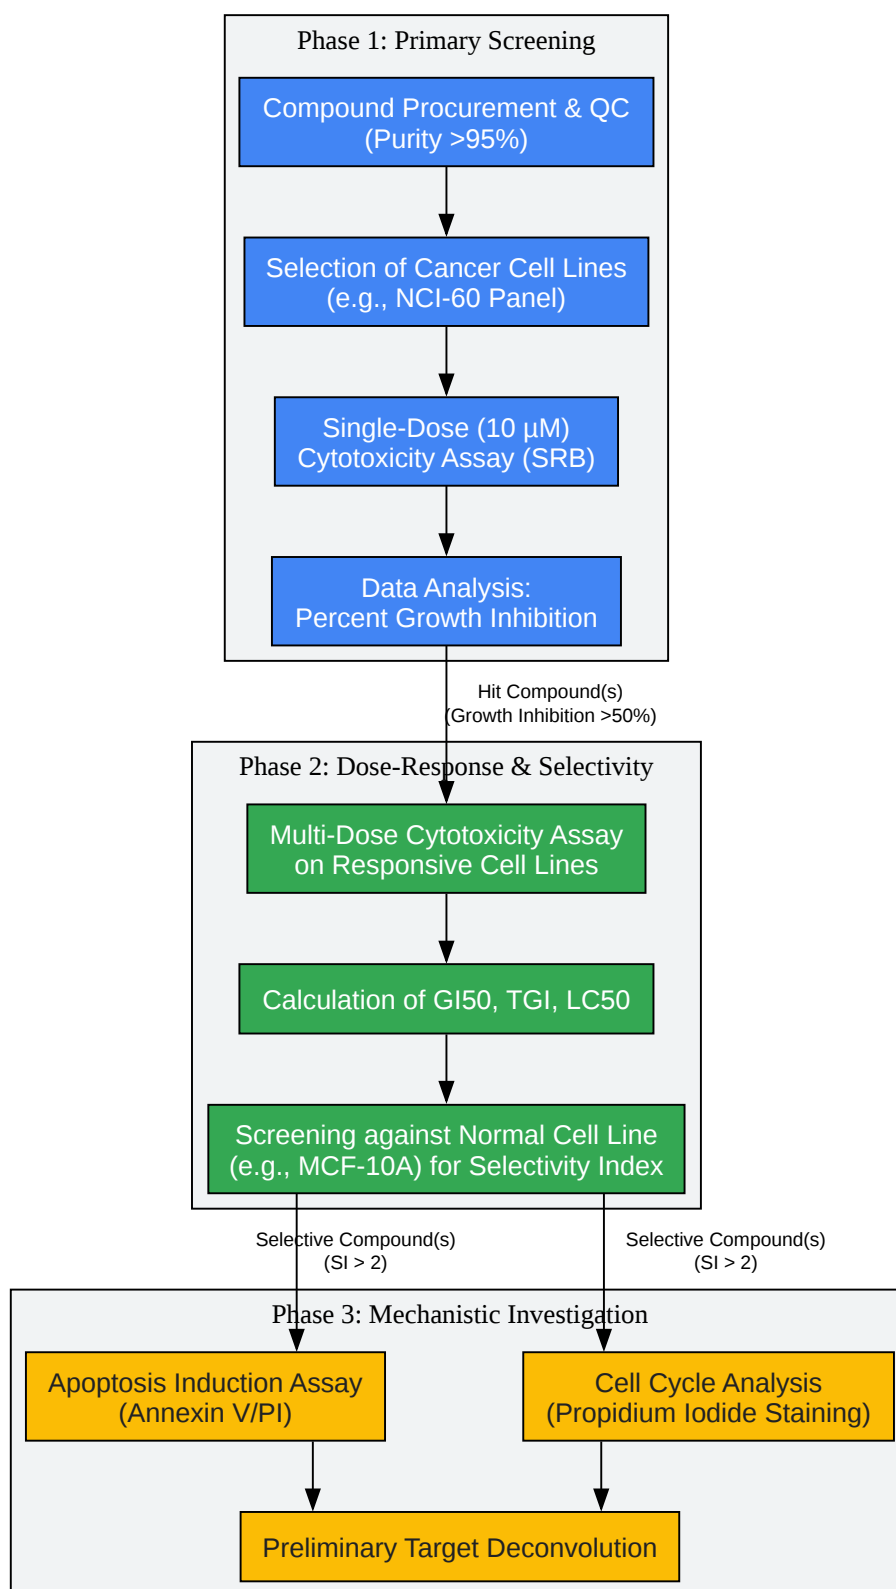 Phase 1: Primary Screening
Compound Procurement & QC
(Purity >95%)
Selection of Cancer Cell Lines
(e.g., NCI-60 Panel)
Single-Dose (10 µM)
Cytotoxicity Assay (SRB)
Data Analysis:
Percent Growth Inhibition
Hit Compound(s)
(Growth Inhibition >50%)
Phase 2: Dose-Response & Selectivity
Multi-Dose Cytotoxicity Assay
on Responsive Cell Lines
Calculation of GI50, TGI, LC50
Screening against Normal Cell Line
(e.g., MCF-10A) for Selectivity Index
Selective Compound(s)
(SI > 2)
Selective Compound(s)
(SI > 2)
Phase 3: Mechanistic Investigation
Apoptosis Induction Assay
(Annexin V/PI)
Cell Cycle Analysis
(Propidium Iodide Staining)
Preliminary Target Deconvolution